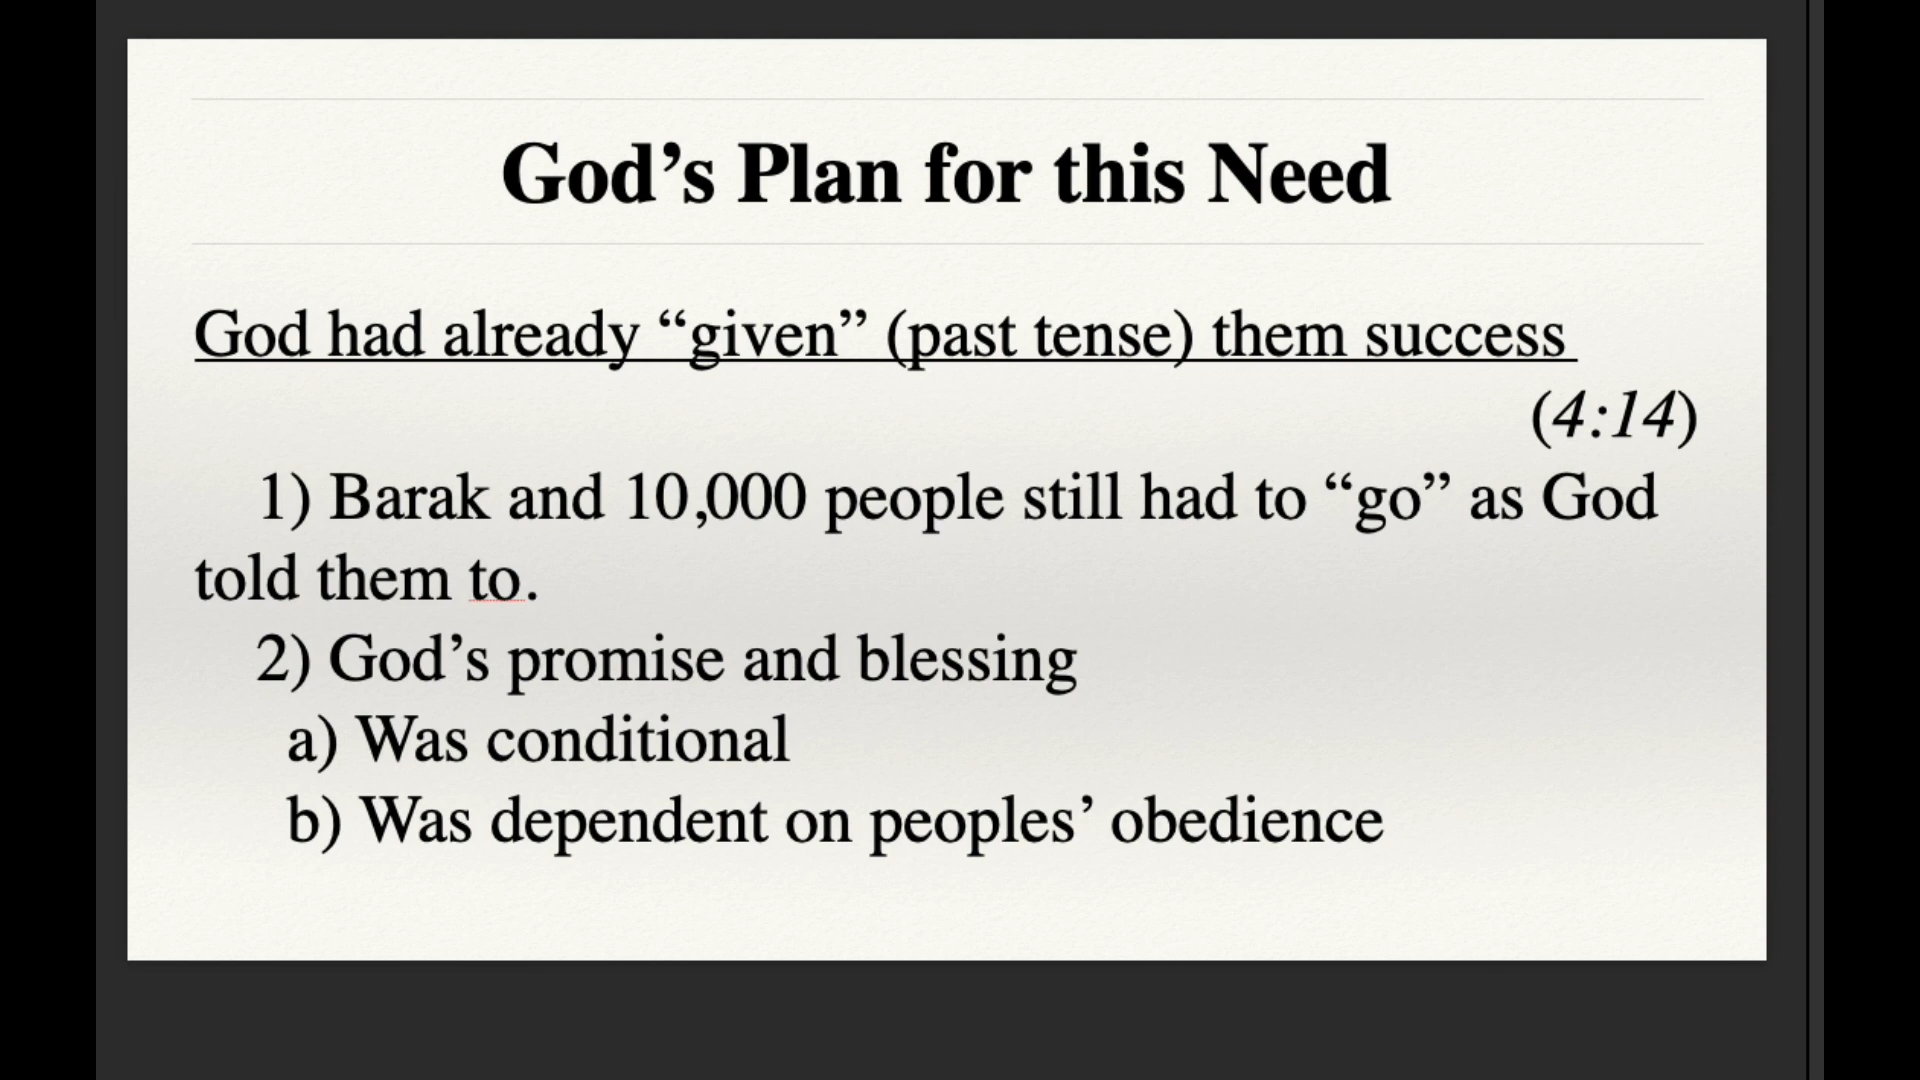 God’s Plan for this Need
God had already “given” (past tense) them success
(4:14)
1) Barak and 10,000 people still had to “go” as God
told them to.
2) God’s promise and blessing
a) Was conditional
b) Was dependent on peoples’ obedience